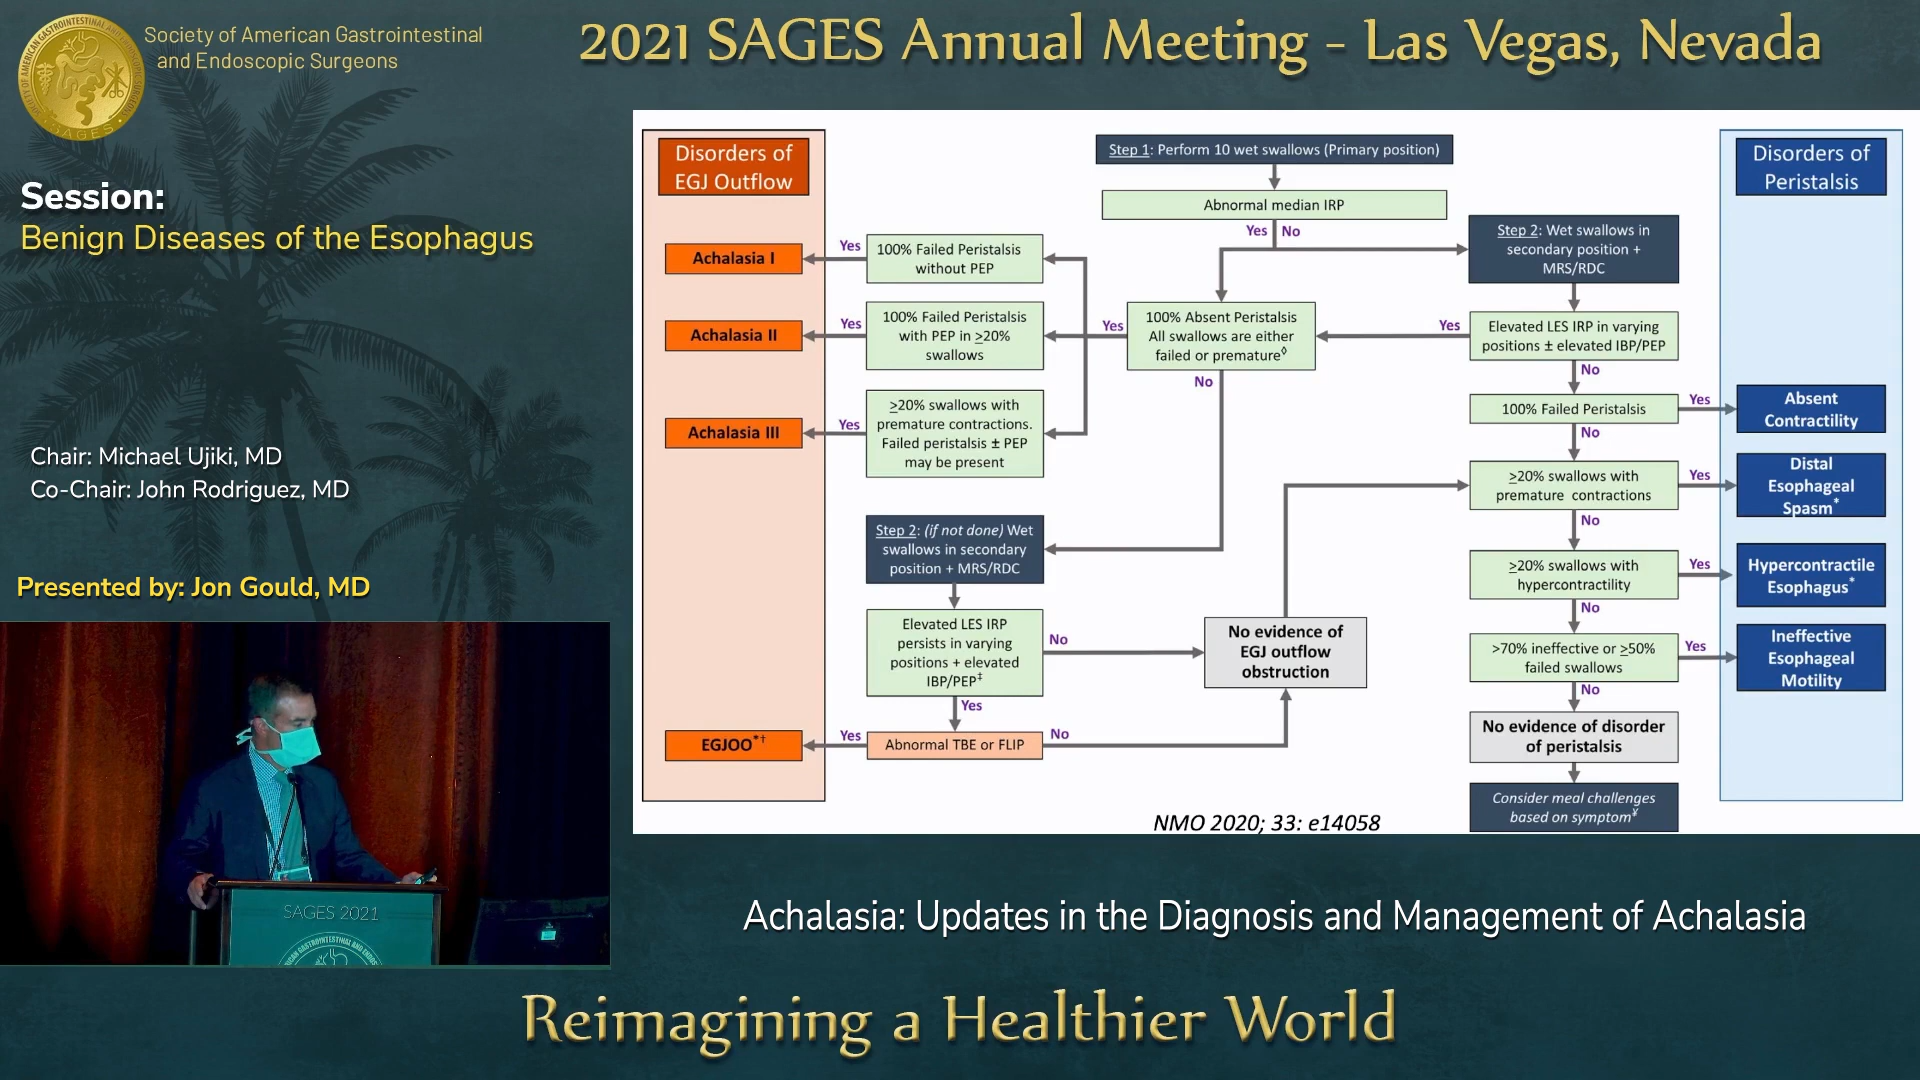 Society of American Gastrointestinal
and Endoscopic Surgeons
SAGES
2021 SAGES Annual Meeting - Las Vegas, Nevada
Session:
Benign Diseases of the Esophagus
Chair: Michael Ujiki, MD
Co-Chair: John Rodriguez, MD
Presented by: Jon Gould, MD
SAGES 2021
Disorders of
EGJ Outflow
Step 1: Perform 10 wet swallows (Primary position)
Abnormal median IRP
Yes
No
Disorders of
Peristalsis
Step 2: Wet swallows in
secondary position +
MRS/RDC
Achalasia I
Yes
100% Failed Peristalsis
without PEP
Achalasia II
Yes
100% Failed Peristalsis
with PEP in ≥20%
swallows
Yes
100% Absent Peristalsis
All swallows are either
failed or premature◊
Yes
Elevated LES IRP in varying
positions ± elevated IBP/PEP
No
No
Achalasia III
Yes
≥20% swallows with
premature contractions.
Failed peristalsis ± PEP
may be present
100% Failed Peristalsis
Yes
Absent
Contractility
No
≥20% swallows with
premature contractions
Yes
Distal
Esophageal
Spasm*
No
Step 2: (if not done) Wet
swallows in secondary
position + MRS/RDC
≥20% swallows with
hypercontractility
Yes
Hypercontractile
Esophagus*
No
Elevated LES IRP
persists in varying
positions + elevated
IBP/PEP‡
No
No evidence of
EGJ outflow
obstruction
>70% ineffective or ≥50%
failed swallows
Yes
Ineffective
Esophageal
Motility
No
Yes
EGJOO*†
Yes
Abnormal TBE or FLIP
No
No evidence of disorder
of peristalsis
Consider meal challenges
based on symptom¥
NMO 2020; 33: e14058
Achalasia: Updates in the Diagnosis and Management of Achalasia
Reimagining a Healthier World